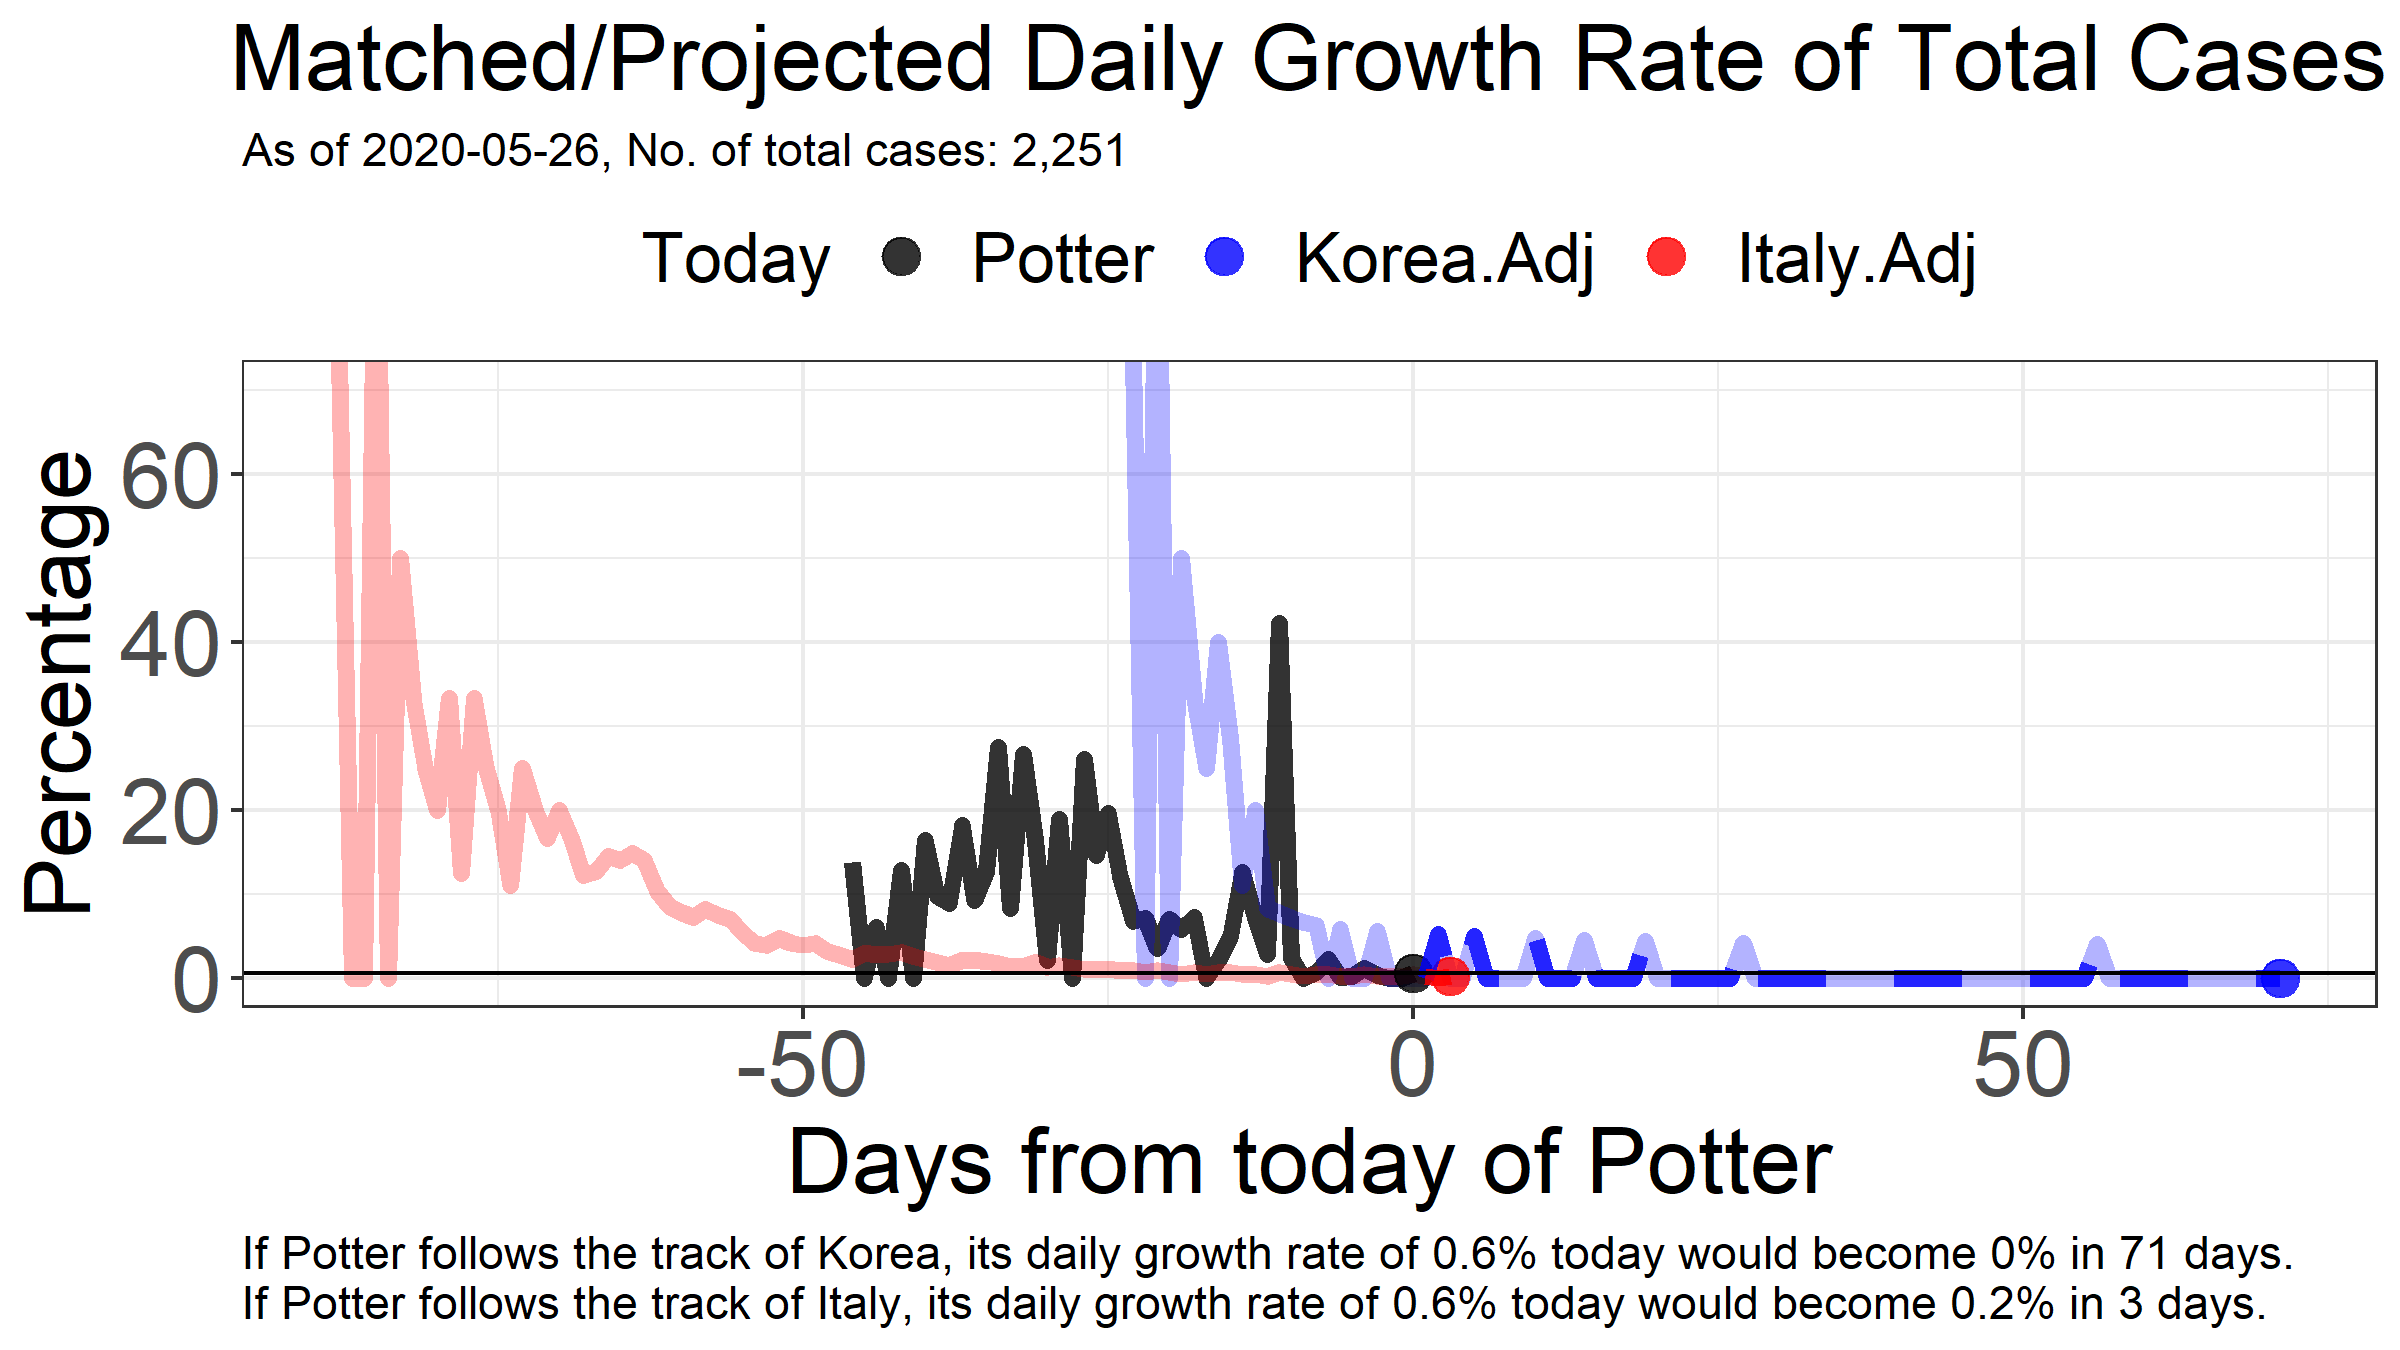 Matched/Projected Daily Growth Rate of Total Cases
As of 2020-05-26, No. of total cases: 2,251
Today Potter Korea.Adj Italy.Adj
Percentage
60
40
20
0
-50 0 50
Days from today of Potter
If Potter follows the track of Korea, its daily growth rate of 0.6% today would become 0% in 71 days.
If Potter follows the track of Italy, its daily growth rate of 0.6% today would become 0.2% in 3 days.